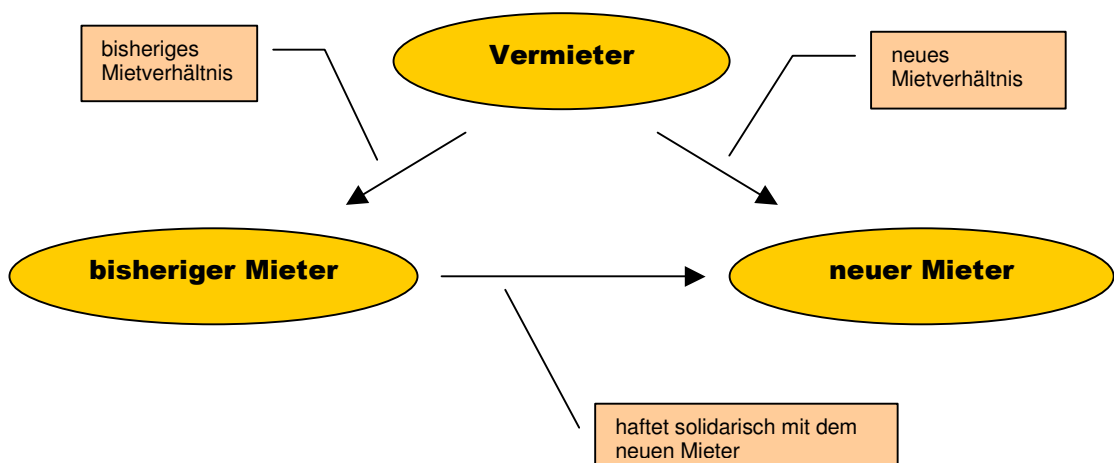 bisheriges
Mietverhältnis
Vermieter
neues
Mietverhältnis
bisheriger Mieter
neuer Mieter
haftet solidarisch mit dem
neuen Mieter